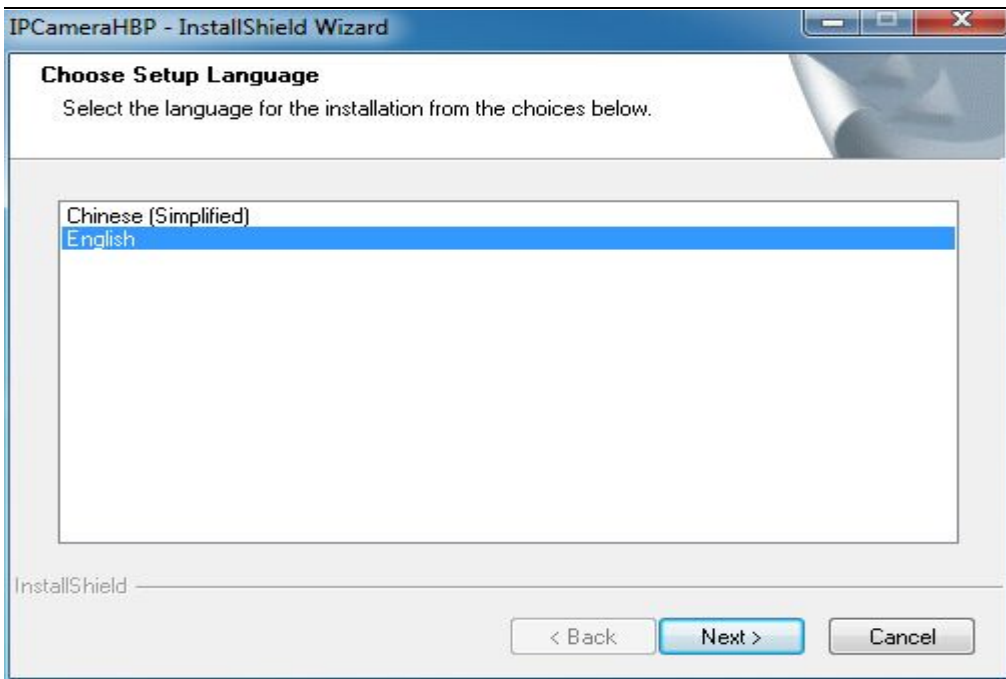 IPCameraHBP - InstallShield Wizard
Choose Setup Language
Select the language for the installation from the choices below.
Chinese (Simplified)
English
InstallShield
< Back
Next >
Cancel